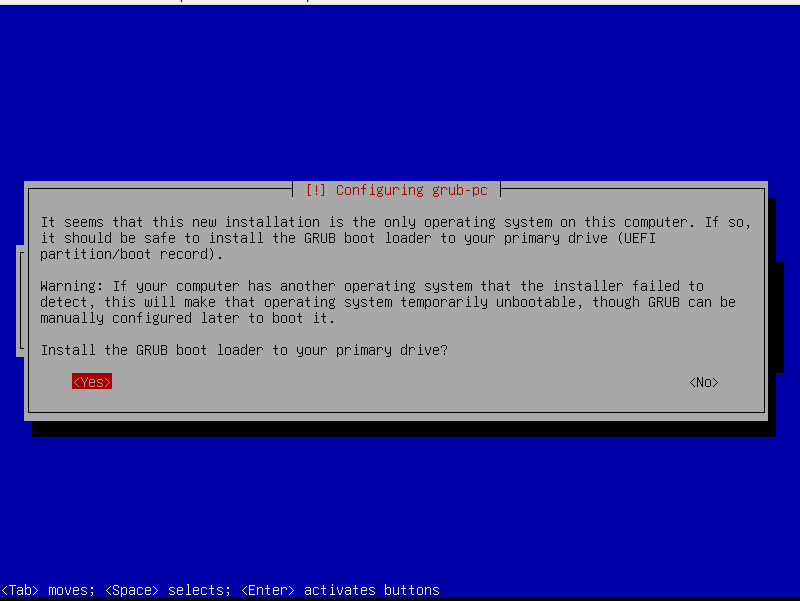 [!] Configuring grub-pc
It seems that this new installation is the only operating system on this computer. If so,
it should be safe to install the GRUB boot loader to your primary drive (UEFI
partition/boot record).
Warning: If your computer has another operating system that the installer failed to
detect, this will make that operating system temporarily unbootable, though GRUB can be
manually configured later to boot it.
Install the GRUB boot loader to your primary drive?
<Yes> <No>
<Tab> moves; <Space> selects; <Enter> activates buttons